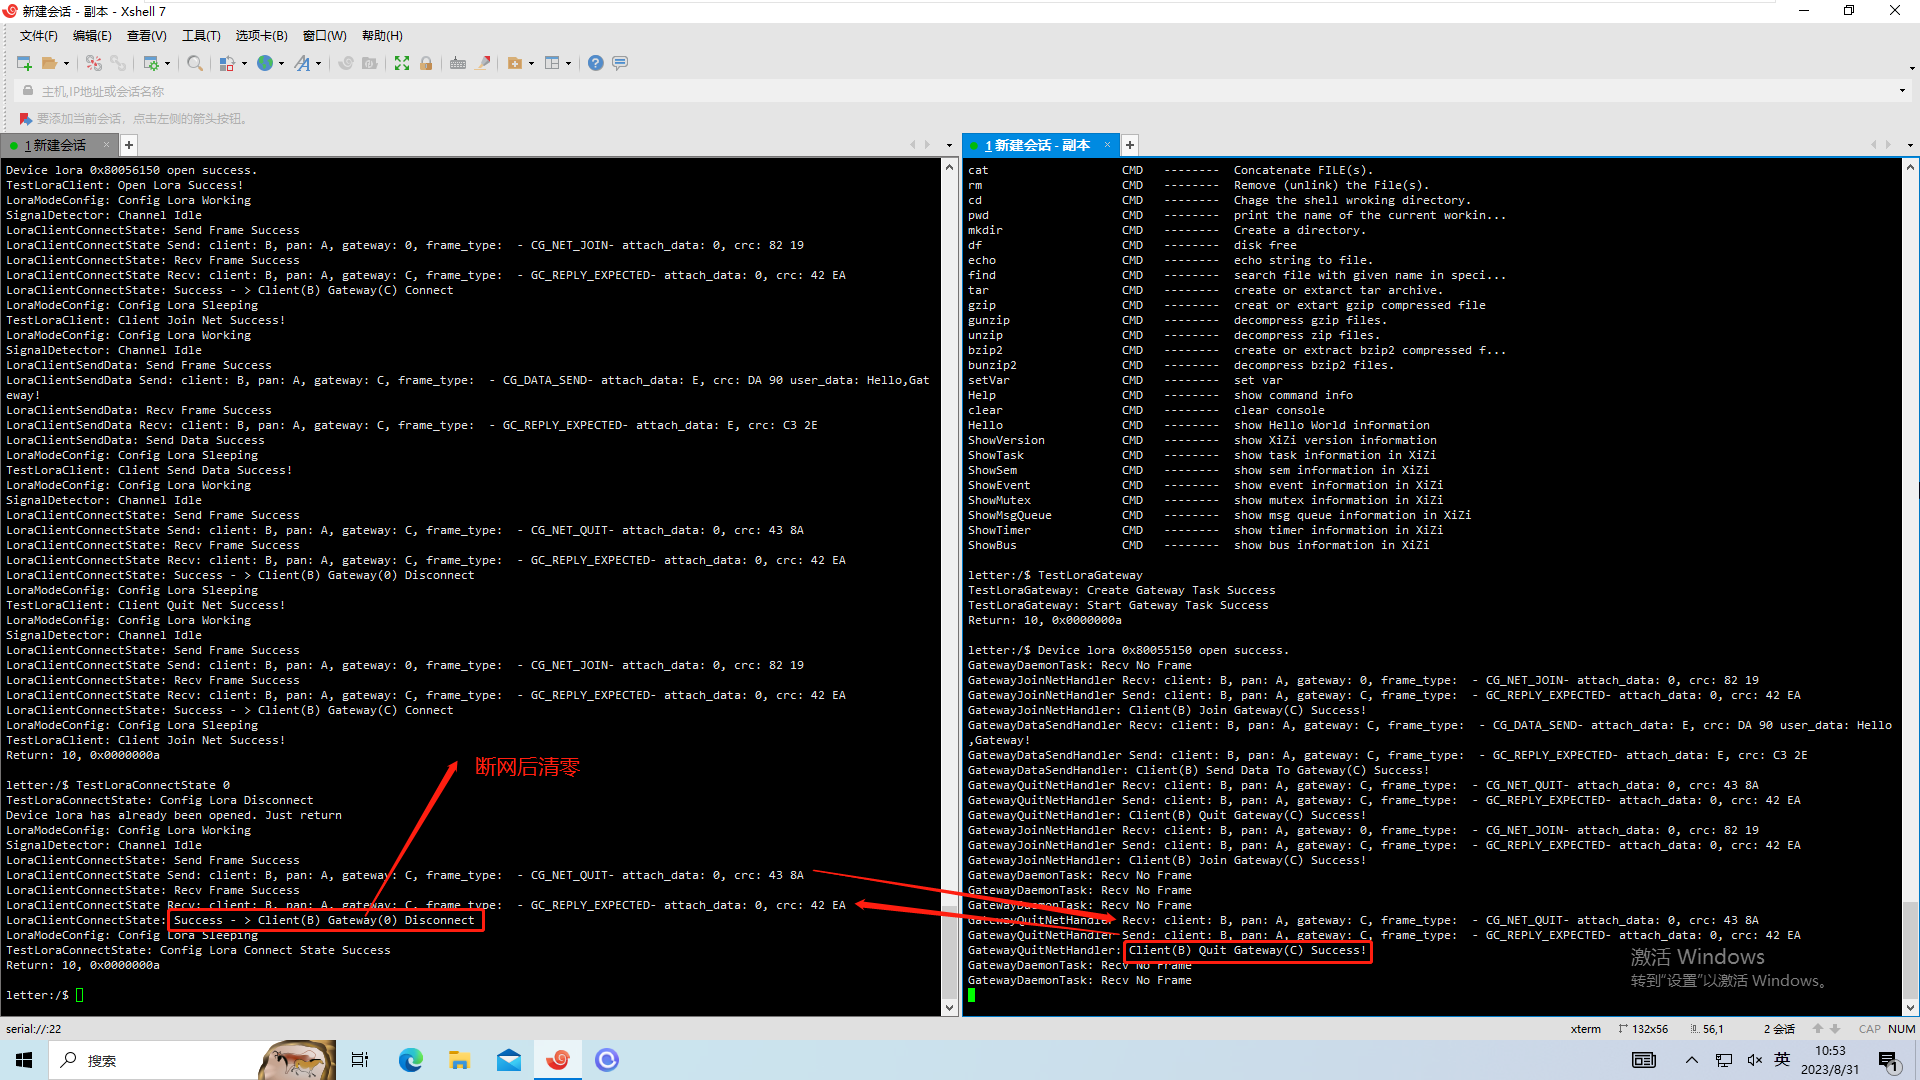 新建会话 - 副本 - Xshell 7
文件(F) 编辑(E) 查看(V) 工具(T) 选项卡(B) 窗口(W) 帮助(H)
主机,IP地址或会话名称
要添加当前会话，点击左侧的箭头按钮。
1 新建会话
Device lora 0x80056150 open success.
TestLoraClient: Open Lora Success!
LoraModeConfig: Config Lora Working
SignalDetector: Channel Idle
LoraClientConnectState: Send Frame Success
LoraClientConnectState Send: client: B, pan: A, gateway: 0, frame_type:  - CG_NET_JOIN- attach_data: 0, crc: 82 19
LoraClientConnectState: Recv Frame Success
LoraClientConnectState Recv: client: B, pan: A, gateway: C, frame_type:  - GC_REPLY_EXPECTED- attach_data: 0, crc: 42 EA
LoraClientConnectState: Success - > Client(B) Gateway(C) Connect
LoraModeConfig: Config Lora Sleeping
TestLoraClient: Client Join Net Success!
LoraModeConfig: Config Lora Working
SignalDetector: Channel Idle
LoraClientSendData: Send Frame Success
LoraClientSendData Send: client: B, pan: A, gateway: C, frame_type:  - CG_DATA_SEND- attach_data: E, crc: DA 90 user_data: Hello,Gat
eway!
LoraClientSendData: Recv Frame Success
LoraClientSendData Recv: client: B, pan: A, gateway: C, frame_type:  - GC_REPLY_EXPECTED- attach_data: E, crc: C3 2E
LoraClientSendData: Send Data Success
LoraModeConfig: Config Lora Sleeping
TestLoraClient: Client Send Data Success!
LoraModeConfig: Config Lora Working
SignalDetector: Channel Idle
LoraClientConnectState: Send Frame Success
LoraClientConnectState Send: client: B, pan: A, gateway: C, frame_type:  - CG_NET_QUIT- attach_data: 0, crc: 43 8A
LoraClientConnectState: Recv Frame Success
LoraClientConnectState Recv: client: B, pan: A, gateway: C, frame_type:  - GC_REPLY_EXPECTED- attach_data: 0, crc: 42 EA
LoraClientConnectState: Success - > Client(B) Gateway(0) Disconnect
LoraModeConfig: Config Lora Sleeping
TestLoraClient: Client Quit Net Success!
LoraModeConfig: Config Lora Working
SignalDetector: Channel Idle
LoraClientConnectState: Send Frame Success
LoraClientConnectState Send: client: B, pan: A, gateway: 0, frame_type:  - CG_NET_JOIN- attach_data: 0, crc: 82 19
LoraClientConnectState: Recv Frame Success
LoraClientConnectState Recv: client: B, pan: A, gateway: C, frame_type:  - GC_REPLY_EXPECTED- attach_data: 0, crc: 42 EA
LoraClientConnectState: Success - > Client(B) Gateway(C) Connect
LoraModeConfig: Config Lora Sleeping
TestLoraClient: Client Join Net Success!
Return: 10, 0x0000000a
断网后清零
letter:/$ TestLoraConnectState 0
TestLoraConnectState: Config Lora Disconnect
Device lora has already been opened. Just return
LoraModeConfig: Config Lora Working
SignalDetector: Channel Idle
LoraClientConnectState: Send Frame Success
LoraClientConnectState Send: client: B, pan: A, gateway: C, frame_type:  - CG_NET_QUIT- attach_data: 0, crc: 43 8A
LoraClientConnectState: Recv Frame Success
LoraClientConnectState Recv: client: B, pan: A, gateway: C, frame_type:  - GC_REPLY_EXPECTED- attach_data: 0, crc: 42 EA
LoraClientConnectState: Success - > Client(B) Gateway(0) Disconnect
LoraModeConfig: Config Lora Sleeping
TestLoraConnectState: Config Lora Connect State Success
Return: 10, 0x0000000a
letter:/$
1 新建会话 - 副本
cat CMD -------- Concatenate FILE(s).
rm CMD -------- Remove (unlink) the File(s).
cd CMD -------- Chage the shell wroking directory.
pwd CMD -------- print the name of the current workin...
mkdir CMD -------- Create a directory.
df CMD -------- disk free
echo CMD -------- echo string to file.
find CMD -------- search file with given name in speci...
tar CMD -------- create or extarct tar archive.
gzip CMD -------- creat or extart gzip compressed file
gunzip CMD -------- decompress gzip files.
unzip CMD -------- decompress zip files.
bzip2 CMD -------- create or extract bzip2 compressed f...
bunzip2 CMD -------- decompress bzip2 files.
setVar CMD -------- set var
Help CMD -------- show command info
clear CMD -------- clear console
Hello CMD -------- show Hello World information
ShowVersion CMD -------- show XiZi version information
ShowTask CMD -------- show task information in XiZi
ShowSem CMD -------- show sem information in XiZi
ShowEvent CMD -------- show event information in XiZi
ShowMutex CMD -------- show mutex information in XiZi
ShowMsgQueue CMD -------- show msg queue information in XiZi
ShowTimer CMD -------- show timer information in XiZi
ShowBus CMD -------- show bus information in XiZi
letter:/$ TestLoraGateway
TestLoraGateway: Create Gateway Task Success
TestLoraGateway: Start Gateway Task Success
Return: 10, 0x0000000a
letter:/$ Device lora 0x80055150 open success.
GatewayDaemonTask: Recv No Frame
GatewayJoinNetHandler Recv: client: B, pan: A, gateway: 0, frame_type:  - CG_NET_JOIN- attach_data: 0, crc: 82 19
GatewayJoinNetHandler Send: client: B, pan: A, gateway: C, frame_type:  - GC_REPLY_EXPECTED- attach_data: 0, crc: 42 EA
GatewayJoinNetHandler: Client(B) Join Gateway(C) Success!
GatewayDataSendHandler Recv: client: B, pan: A, gateway: C, frame_type:  - CG_DATA_SEND- attach_data: E, crc: DA 90 user_data: Hello
,Gateway!
GatewayDataSendHandler Send: client: B, pan: A, gateway: C, frame_type:  - GC_REPLY_EXPECTED- attach_data: E, crc: C3 2E
GatewayDataSendHandler: Client(B) Send Data To Gateway(C) Success!
GatewayQuitNetHandler Recv: client: B, pan: A, gateway: C, frame_type:  - CG_NET_QUIT- attach_data: 0, crc: 43 8A
GatewayQuitNetHandler Send: client: B, pan: A, gateway: C, frame_type:  - GC_REPLY_EXPECTED- attach_data: 0, crc: 42 EA
GatewayQuitNetHandler: Client(B) Quit Gateway(C) Success!
GatewayJoinNetHandler Recv: client: B, pan: A, gateway: 0, frame_type:  - CG_NET_JOIN- attach_data: 0, crc: 82 19
GatewayJoinNetHandler Send: client: B, pan: A, gateway: C, frame_type:  - GC_REPLY_EXPECTED- attach_data: 0, crc: 42 EA
GatewayJoinNetHandler: Client(B) Join Gateway(C) Success!
GatewayDaemonTask: Recv No Frame
GatewayDaemonTask: Recv No Frame
GatewayDaemonTask: Recv No Frame
GatewayQuitNetHandler Recv: client: B, pan: A, gateway: C, frame_type:  - CG_NET_QUIT- attach_data: 0, crc: 43 8A
GatewayQuitNetHandler Send: client: B, pan: A, gateway: C, frame_type:  - GC_REPLY_EXPECTED- attach_data: 0, crc: 42 EA
GatewayQuitNetHandler: Client(B) Quit Gateway(C) Success!
GatewayDaemonTask: Recv No Frame
GatewayDaemonTask: Recv No Frame
激活 Windows
转到"设置"以激活 Windows。
serial://:22
xterm 132x56 56,1 2 会话 CAP NUM
搜索
英
10:53
2023/8/31
1